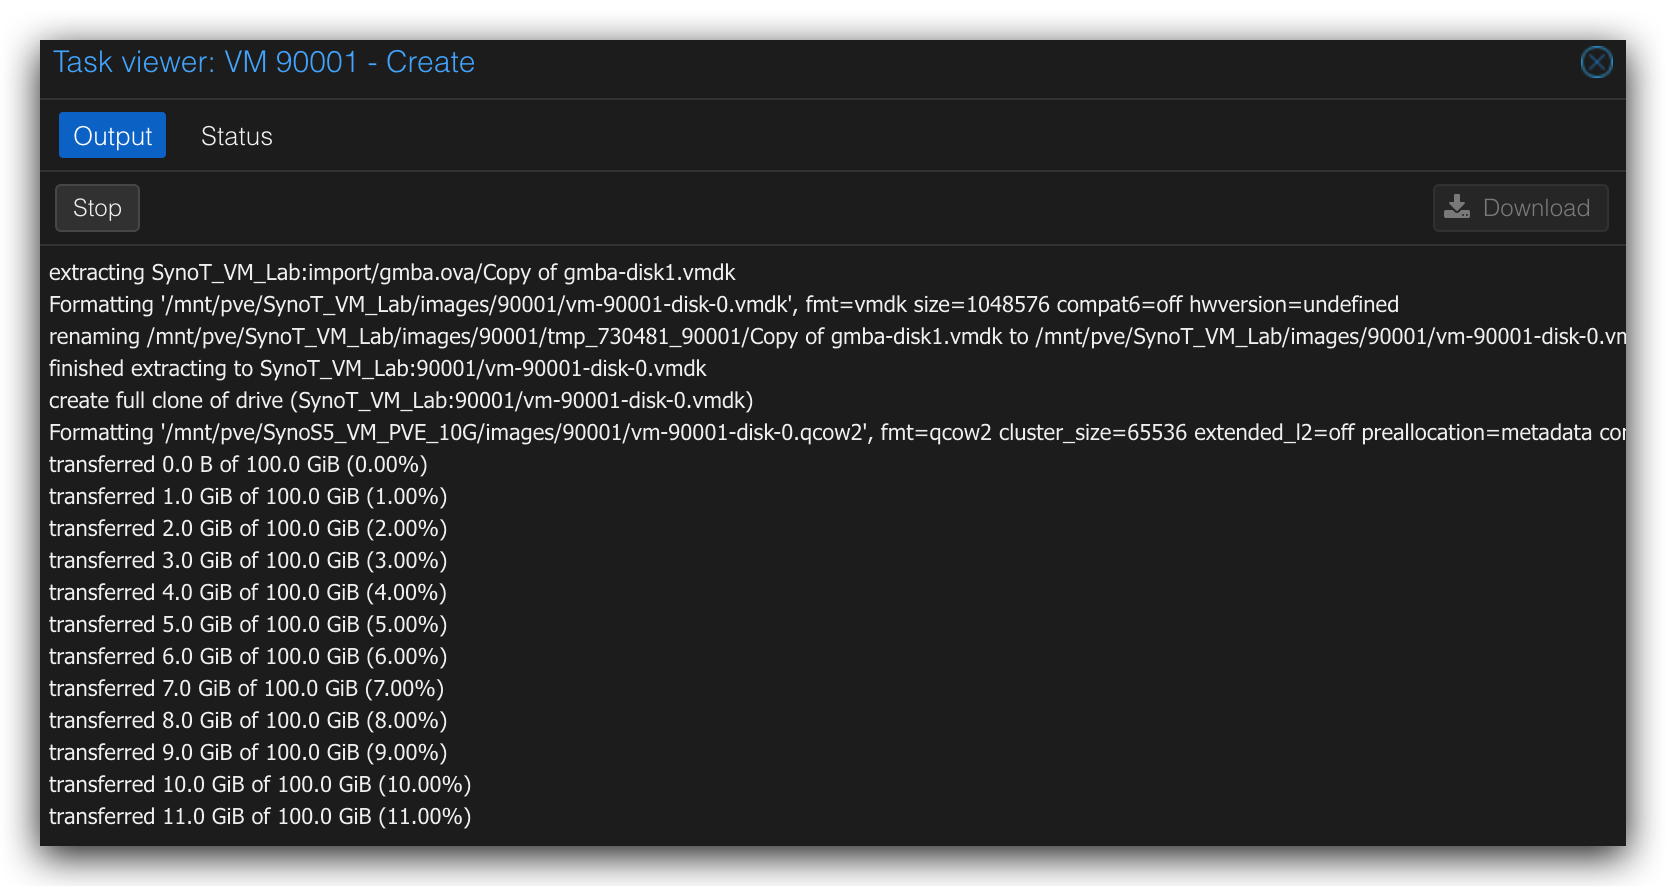 Task viewer: VM 90001 - Create
Output Status
Stop Download
extracting SynoT_VM_Lab:import/gmba.ova/Copy of gmba-disk1.vmdk
Formatting '/mnt/pve/SynoT_VM_Lab/images/90001/vm-90001-disk-0.vmdk', fmt=vmdk size=1048576 compat6=off hwversion=undefined
renaming /mnt/pve/SynoT_VM_Lab/images/90001/tmp_730481_90001/Copy of gmba-disk1.vmdk to /mnt/pve/SynoT_VM_Lab/images/90001/vm-90001-disk-0.vm
finished extracting to SynoT_VM_Lab:90001/vm-90001-disk-0.vmdk
create full clone of drive (SynoT_VM_Lab:90001/vm-90001-disk-0.vmdk)
Formatting '/mnt/pve/SynoS5_VM_PVE_10G/images/90001/vm-90001-disk-0.qcow2', fmt=qcow2 cluster_size=65536 extended_l2=off preallocation=metadata cor
transferred 0.0 B of 100.0 GiB (0.00%)
transferred 1.0 GiB of 100.0 GiB (1.00%)
transferred 2.0 GiB of 100.0 GiB (2.00%)
transferred 3.0 GiB of 100.0 GiB (3.00%)
transferred 4.0 GiB of 100.0 GiB (4.00%)
transferred 5.0 GiB of 100.0 GiB (5.00%)
transferred 6.0 GiB of 100.0 GiB (6.00%)
transferred 7.0 GiB of 100.0 GiB (7.00%)
transferred 8.0 GiB of 100.0 GiB (8.00%)
transferred 9.0 GiB of 100.0 GiB (9.00%)
transferred 10.0 GiB of 100.0 GiB (10.00%)
transferred 11.0 GiB of 100.0 GiB (11.00%)